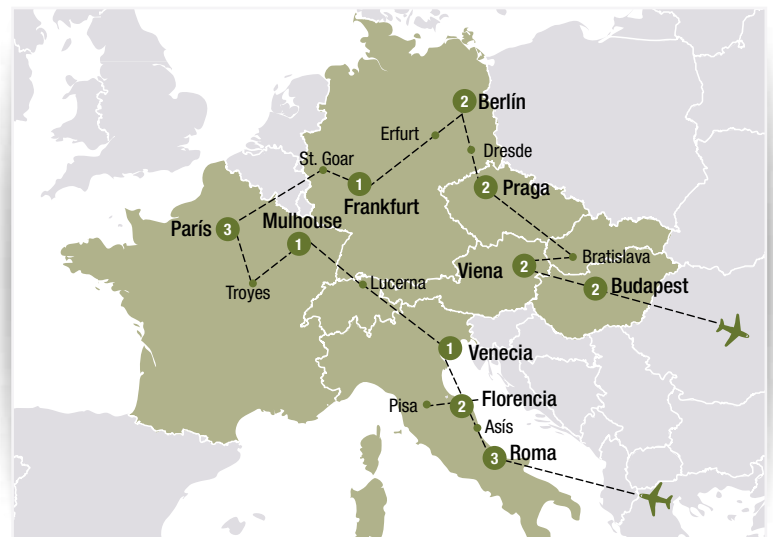 2 Berlín
Erfurt
Dresde
St. Goar
1
Frankfurt
2 Praga
París 3
Mulhouse
1
Troyes
Bratislava
Viena 2
2 Budapest
Lucerna
1 Venecia
Florencia
2
Pisa
Asís
3 Roma